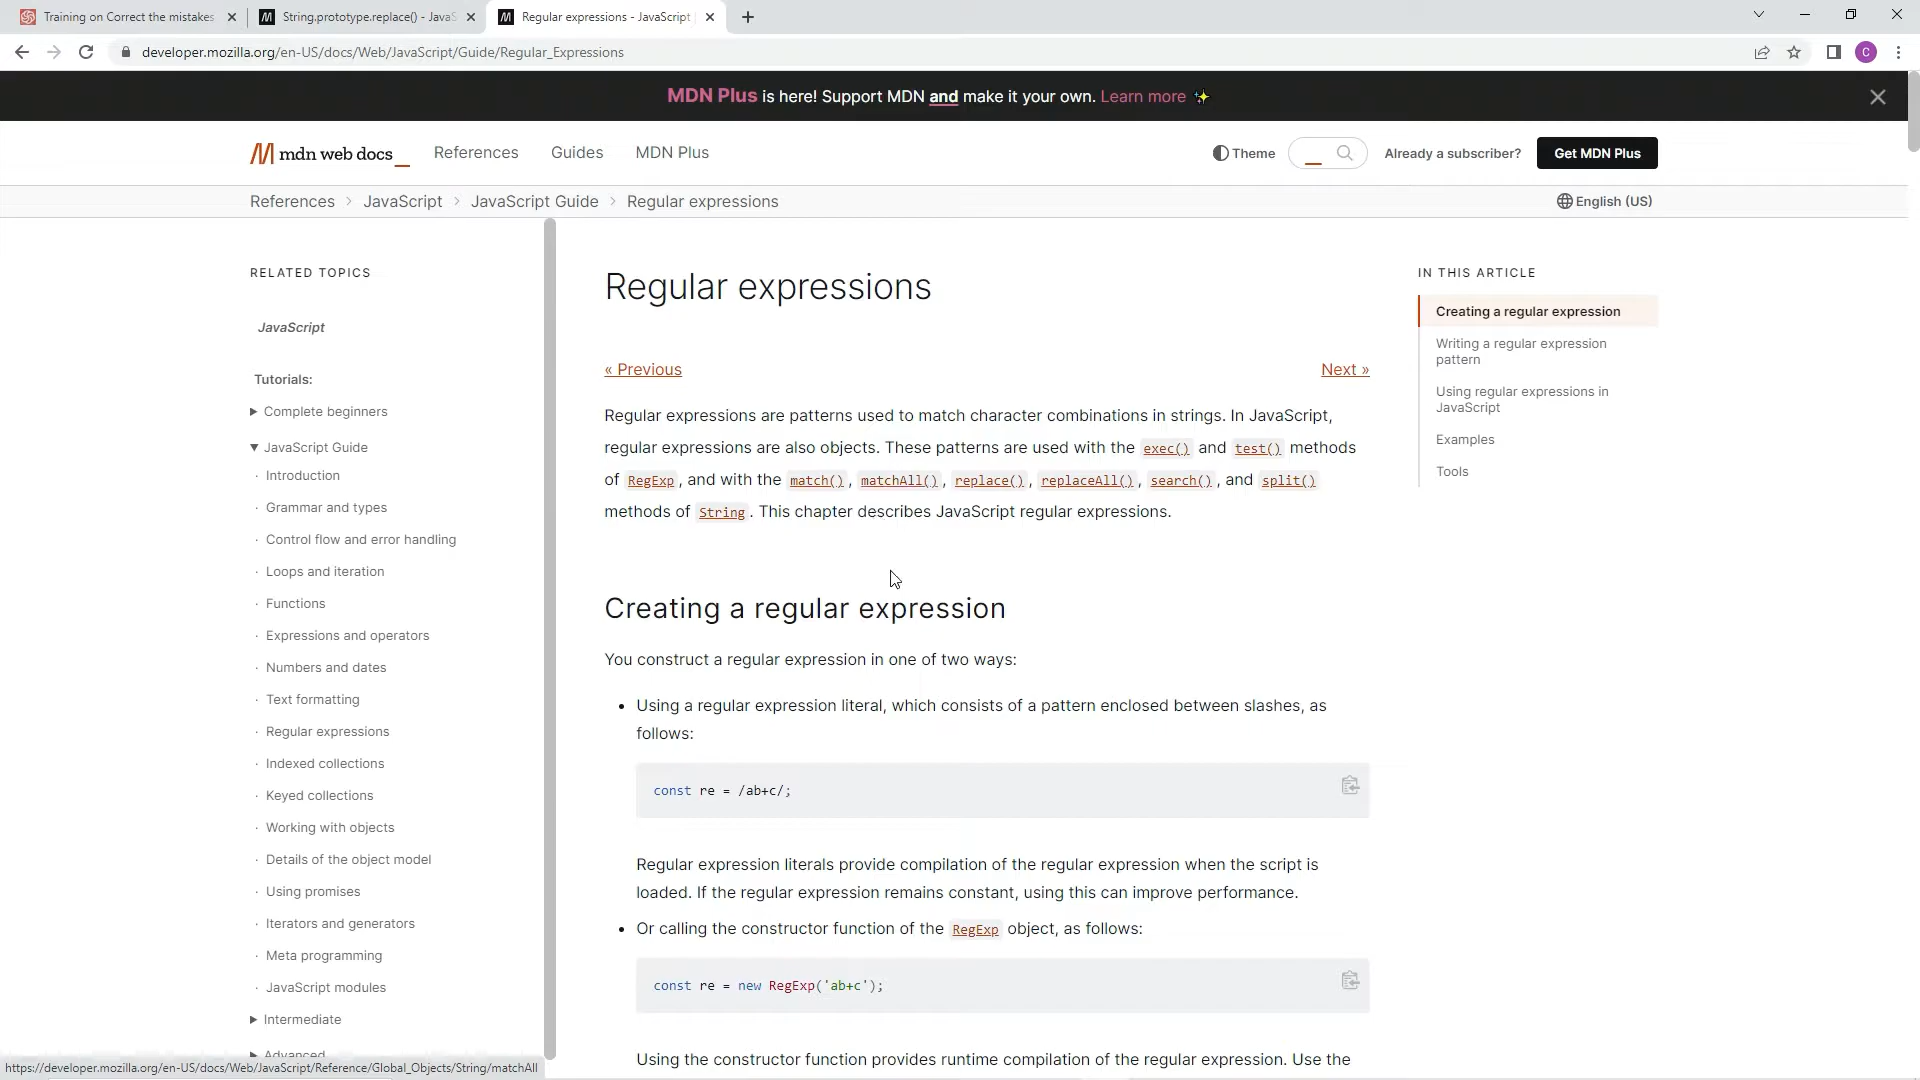 Training on Correct the mistakes
String.prototype.replace() - JavaS
Regular expressions - JavaScript
developer.mozilla.org/en-US/docs/Web/JavaScript/Guide/Regular_Expressions
C
MDN Plus is here! Support MDN and make it your own. Learn more ✨
mdn web docs_
References
Guides
MDN Plus
Theme
Already a subscriber?
Get MDN Plus
References > JavaScript > JavaScript Guide > Regular expressions
English (US)
RELATED TOPICS
JavaScript
Tutorials:
▶ Complete beginners
▼ JavaScript Guide
· Introduction
· Grammar and types
· Control flow and error handling
· Loops and iteration
· Functions
· Expressions and operators
· Numbers and dates
· Text formatting
· Regular expressions
· Indexed collections
· Keyed collections
· Working with objects
· Details of the object model
· Using promises
· Iterators and generators
· Meta programming
· JavaScript modules
▶ Intermediate
▶ Advanced
Regular expressions
« Previous
Next »
Regular expressions are patterns used to match character combinations in strings. In JavaScript,
regular expressions are also objects. These patterns are used with the exec() and test() methods
of RegExp, and with the match(), matchAll(), replace(), replaceAll(), search(), and split()
methods of String. This chapter describes JavaScript regular expressions.
Creating a regular expression
You construct a regular expression in one of two ways:
• Using a regular expression literal, which consists of a pattern enclosed between slashes, as
follows:
const re = /ab+c/;
Regular expression literals provide compilation of the regular expression when the script is
loaded. If the regular expression remains constant, using this can improve performance.
• Or calling the constructor function of the RegExp object, as follows:
const re = new RegExp('ab+c');
Using the constructor function provides runtime compilation of the regular expression. Use the
IN THIS ARTICLE
Creating a regular expression
Writing a regular expression
pattern
Using regular expressions in
JavaScript
Examples
Tools
https://developer.mozilla.org/en-US/docs/Web/JavaScript/Reference/Global_Objects/String/matchAll